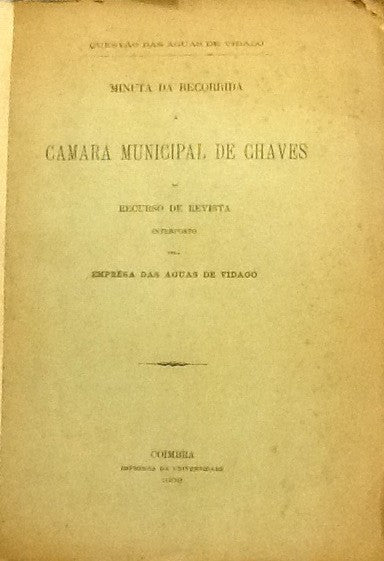 QUESTÃO DAS AGUAS DE VIDAGO
MINUTA DA RECORRIDA
A
CAMARA MUNICIPAL DE CHAVES
RECURSO DE REVISTA
INTERPOSTO
PELA
EMPRÊSA DAS AGUAS DE VIDAGO
COIMBRA
IMPRENSA DA UNIVERSIDADE